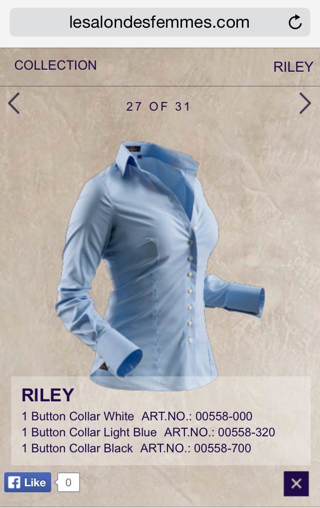 lesalondesfemmes.com
COLLECTION RILEY
27 OF 31
RILEY
1 Button Collar White ART.NO.: 00558-000
1 Button Collar Light Blue ART.NO.: 00558-320
1 Button Collar Black ART.NO.: 00558-700
f Like 0